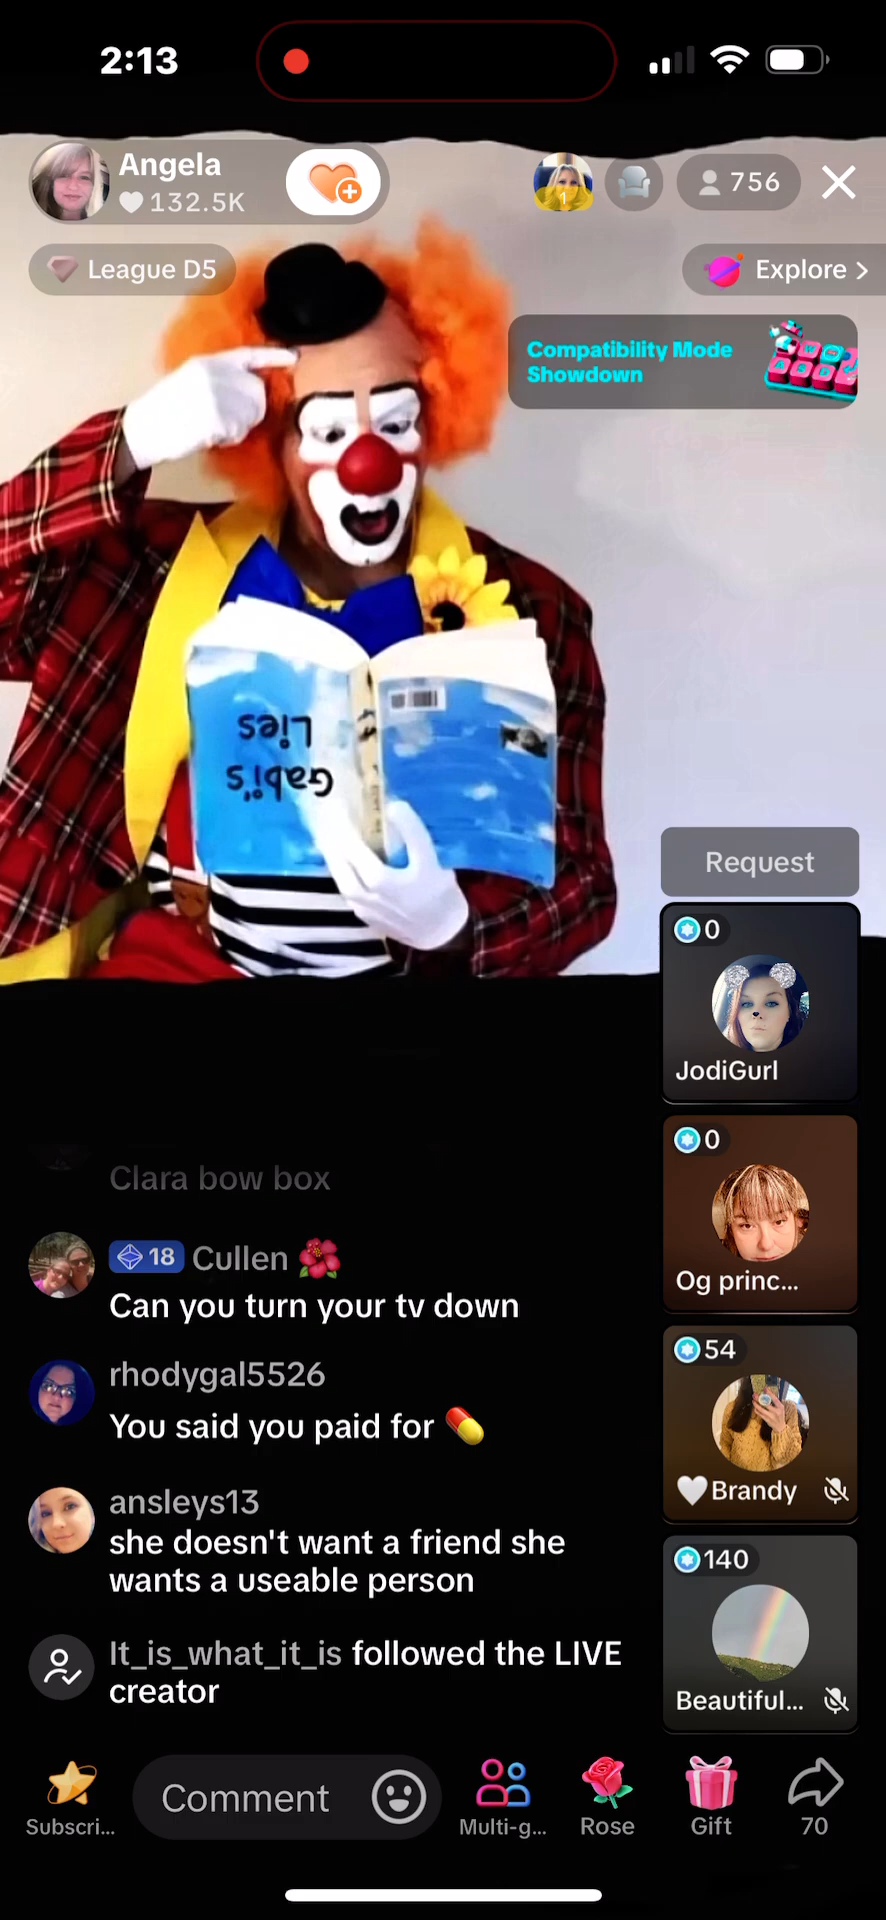 2:13
Angela
132.5K
1
756
League D5
Explore >
Compatibility Mode
Showdown
Gabi's
Lies
Request
0
JodiGurl
0
Og princ...
54
🤍Brandy
140
Beautiful...
Clara bow box
18 Cullen 🌺
Can you turn your tv down
rhodygal5526
You said you paid for 💊
ansleys13
she doesn't want a friend she
wants a useable person
It_is_what_it_is followed the LIVE
creator
Subscri...
Comment
Multi-g...
Rose
Gift
70